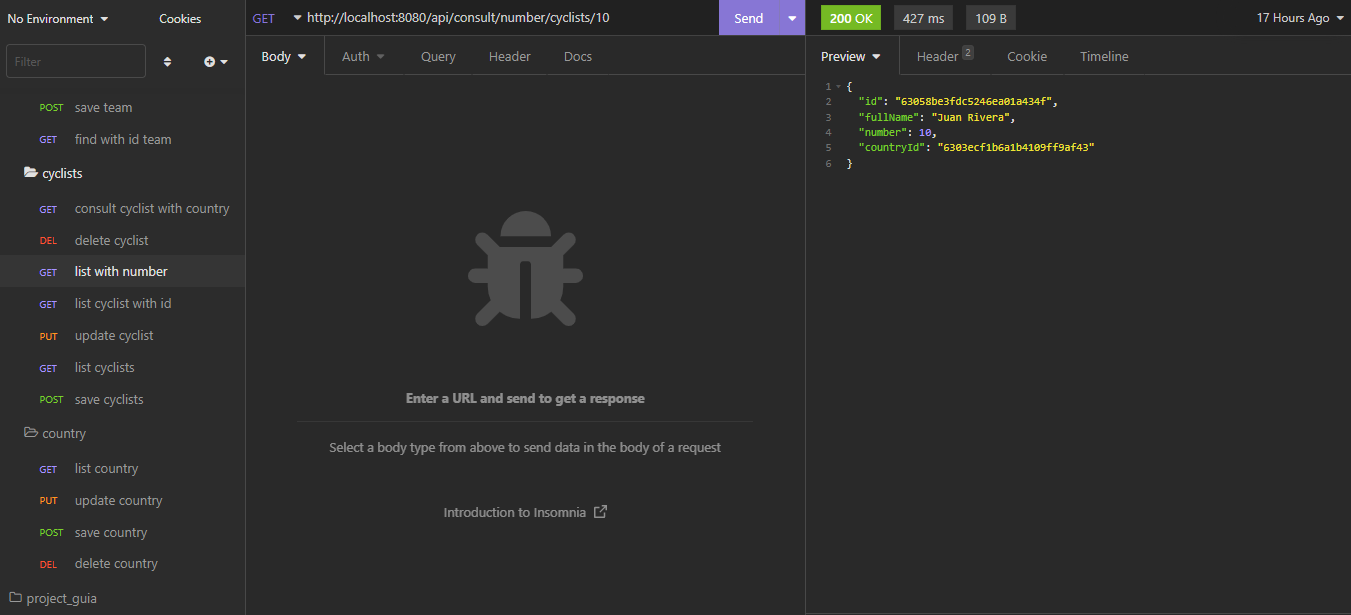 No Environment
Cookies
Filter
POST save team
GET find with id team
cyclists
GET consult cyclist with country
DEL delete cyclist
GET list with number
GET list cyclist with id
PUT update cyclist
GET list cyclists
POST save cyclists
country
GET list country
PUT update country
POST save country
DEL delete country
project_guia
GET http://localhost:8080/api/consult/number/cyclists/10 Send
Body Auth Query Header Docs
Enter a URL and send to get a response
Select a body type from above to send data in the body of a request
Introduction to Insomnia
200 OK 427 ms 109 B 17 Hours Ago
Preview Header 2 Cookie Timeline
1 {
2 "id": "63058be3fdc5246ea01a434f",
3 "fullName": "Juan Rivera",
4 "number": 10,
5 "countryId": "6303ecf1b6a1b4109ff9af43"
6 }